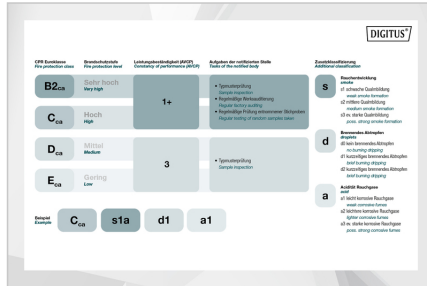 DIGITUS®
CPR Euroklasse
Fire protection class
Brandschutzstufe
Fire protection level
Leistungsbeständigkeit (AVCP)
Constancy of performance (AVCP)
Aufgaben der notifizierten Stelle
Tasks of the notified body
Zusatzklassifizierung
Additional classification
B2ca
Sehr hoch
Very high
Cca
Hoch
High
1+
• Typmusterprüfung
Sample inspection
• Regelmäßige Werksauditierung
Regular factory auditing
• Regelmäßige Prüfung entnommener Stichproben
Regular testing of random samples taken
Dca
Mittel
Medium
Eca
Gering
Low
3
• Typmusterprüfung
Sample inspection
s
Rauchentwicklung
smoke
s1 schwache Qualmbildung
weak smoke formation
s2 mittlere Qualmbildung
medium smoke formation
s3 ev. starke Qualmbildung
poss. strong smoke formation
d
Brennendes Abtropfen
droplets
d0 kein brennendes Abtropfen
no burning dripping
d1 kurzzeitiges brennendes Abtropfen
brief burning dripping
d2 kurzzeitiges brennendes Abtropfen
brief burning dripping
a
Acidität Rauchgase
acid
a1 leicht korrosive Rauchgase
weak corrosive fumes
a2 leichtere korrosive Rauchgase
lighter corrosive fumes
a3 ev. starke korrosive Rauchgase
poss. strong corrosive fumes
Beispiel
Example
Cca s1a d1 a1